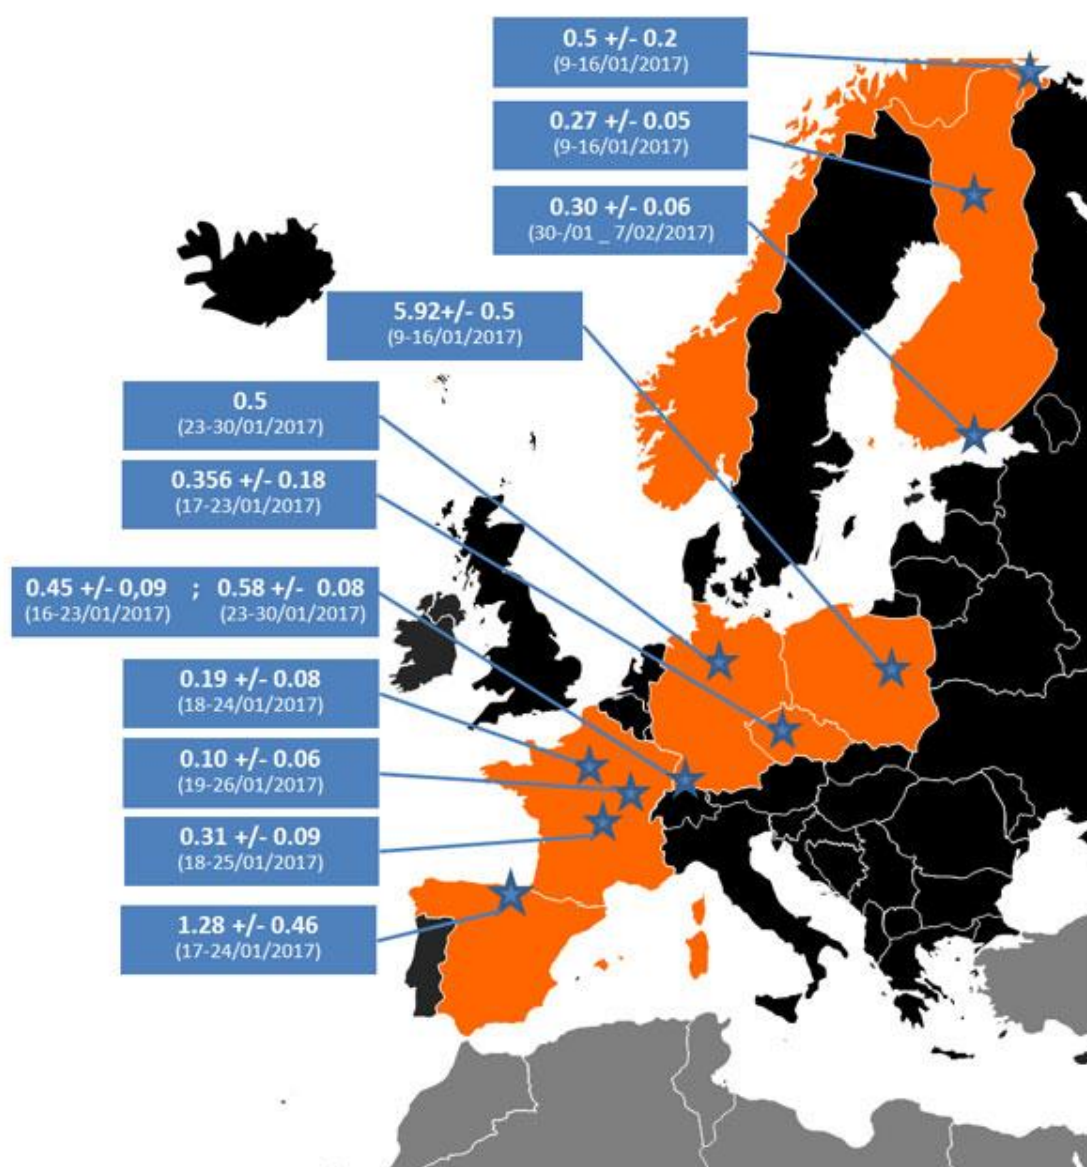 0.5 +/- 0.2
(9-16/01/2017)
0.27 +/- 0.05
(9-16/01/2017)
0.30 +/- 0.06
(30-/01 _ 7/02/2017)
5.92+/- 0.5
(9-16/01/2017)
0.5
(23-30/01/2017)
0.356 +/- 0.18
(17-23/01/2017)
0.45 +/- 0,09 ; 0.58 +/- 0.08
(16-23/01/2017) (23-30/01/2017)
0.19 +/- 0.08
(18-24/01/2017)
0.10 +/- 0.06
(19-26/01/2017)
0.31 +/- 0.09
(18-25/01/2017)
1.28 +/- 0.46
(17-24/01/2017)